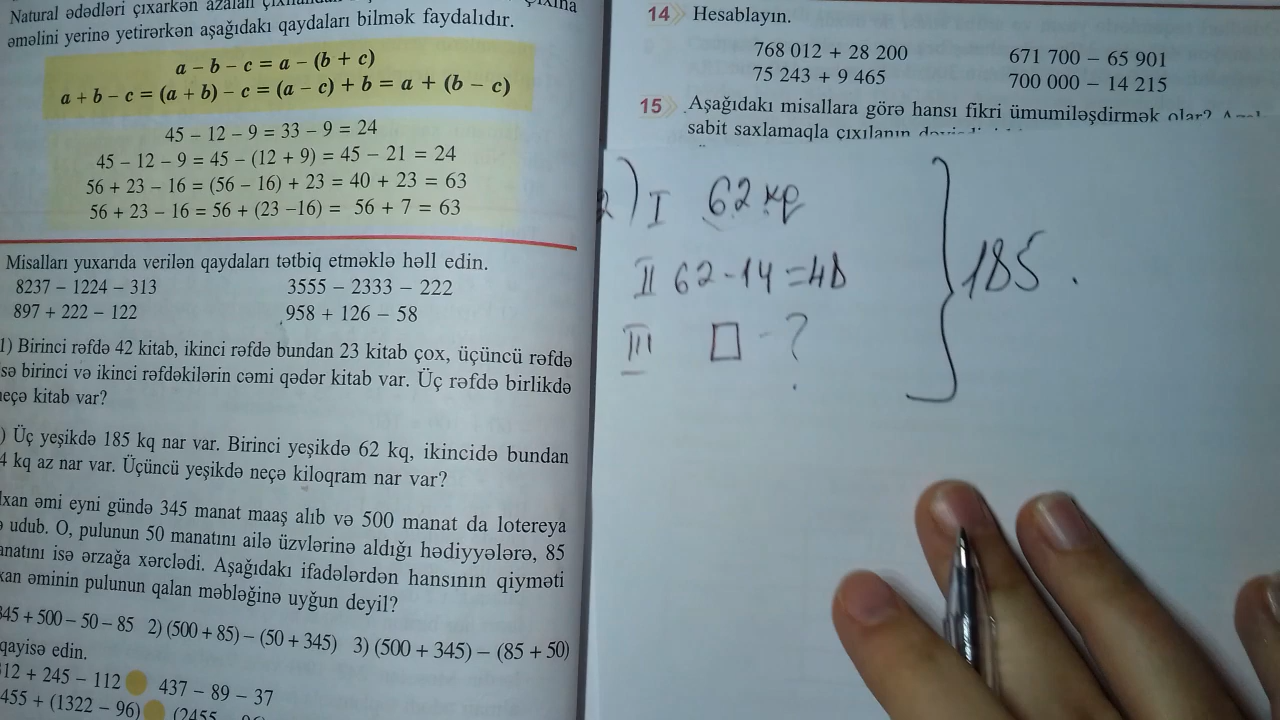 Natural ədədləri çıxarkən azalan
əməlini yerinə yetirərkən aşağıdakı qaydaları bilmək faydalıdır.
a − b − c = a − (b + c)
a + b − c = (a + b) − c = (a − c) + b = a + (b − c)
45 − 12 − 9 = 33 − 9 = 24
45 − 12 − 9 = 45 − (12 + 9) = 45 − 21 = 24
56 + 23 − 16 = (56 − 16) + 23 = 40 + 23 = 63
56 + 23 − 16 = 56 + (23 −16) = 56 + 7 = 63
Misalları yuxarıda verilən qaydaları tətbiq etməklə həll edin.
8237 − 1224 − 313 3555 − 2333 − 222
897 + 222 − 122 958 + 126 − 58
1) Birinci rəfdə 42 kitab, ikinci rəfdə bundan 23 kitab çox, üçüncü rəfdə
sə birinci və ikinci rəfdəkilərin cəmi qədər kitab var. Üç rəfdə birlikdə
neçə kitab var?
) Üç yeşikdə 185 kq nar var. Birinci yeşikdə 62 kq, ikincidə bundan
4 kq az nar var. Üçüncü yeşikdə neçə kiloqram nar var?
xan əmi eyni gündə 345 manat maaş alıb və 500 manat da lotereya
udub. O, pulunun 50 manatını ailə üzvlərinə aldığı hədiyyələrə, 85
anatını isə ərzağa xərclədi. Aşağıdakı ifadələrdən hansının qiyməti
xan əminin pulunun qalan məbləğinə uyğun deyil?
345 + 500 − 50 − 85 2) (500 + 85) − (50 + 345) 3) (500 + 345) − (85 + 50)
qayisə edin.
312 + 245 − 112 437 − 89 − 37
455 + (1322 − 96) (2455
14 Hesablayın.
768 012 + 28 200 671 700 − 65 901
75 243 + 9 465 700 000 − 14 215
15 Aşağıdakı misallara görə hansı fikri ümumiləşdirmək olar?
sabit saxlamaqla çıxılanın
2) I 62 кг
II 62 - 14 = 48
III □ - ?
185.